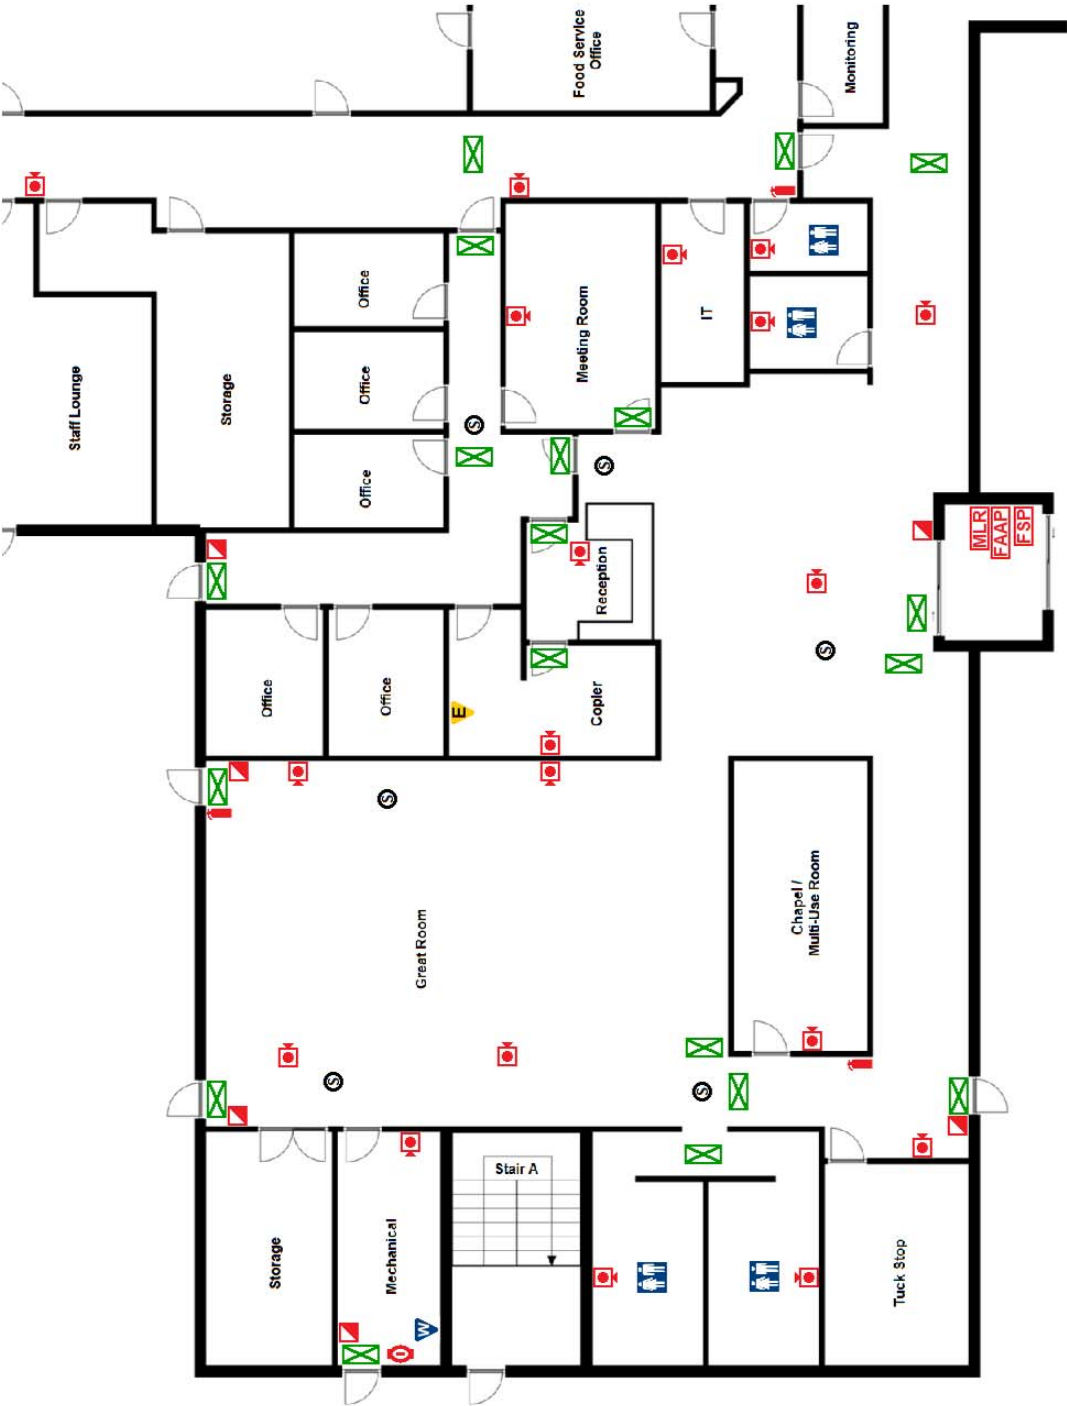 Food Service
Office
Monitoring
Staff Lounge
Storage
Office
Office
Office
Meeting Room
IT
S
S
MLR
FAAP
FSP
Reception
Office
Office
E
Copier
S
S
Great Room
Chapel /
Multi-Use Room
S
S
Storage
Mechanical
W
Stair A
Tuck Stop